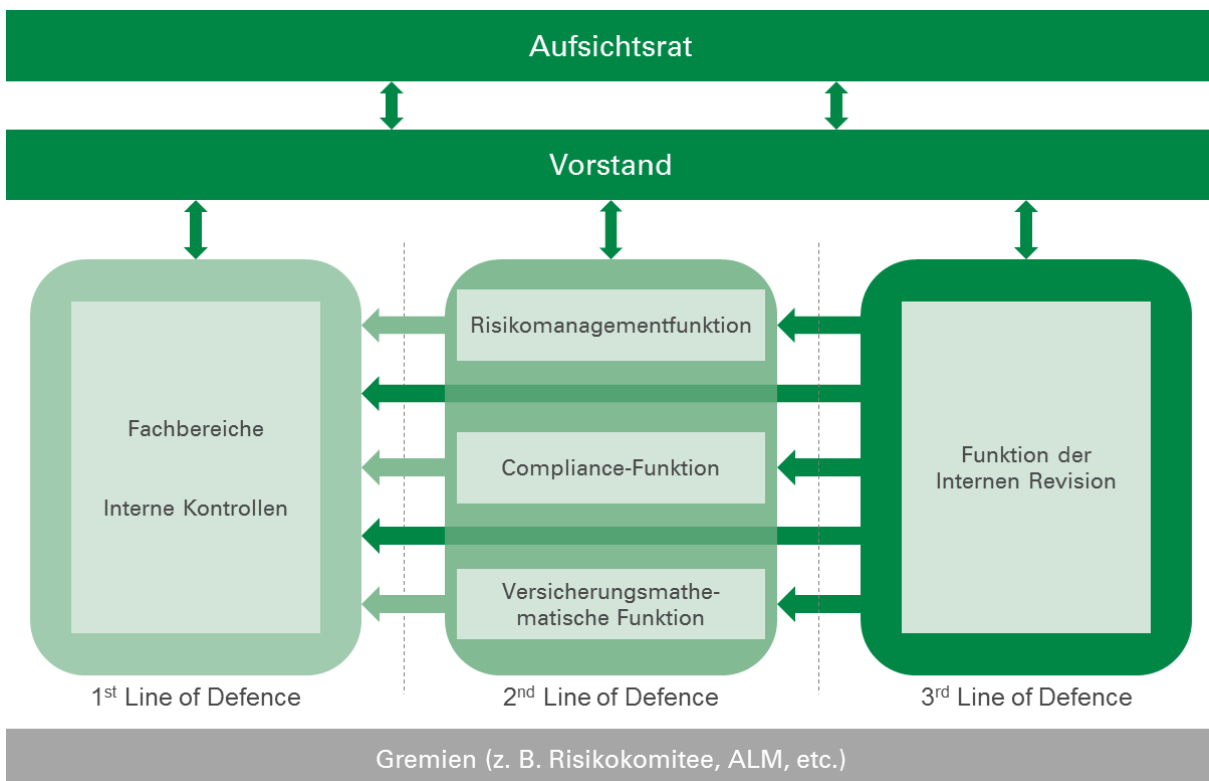 Aufsichtsrat
Vorstand
Fachbereiche
Interne Kontrollen
Risikomanagementfunktion
Compliance-Funktion
Versicherungsmathe-
matische Funktion
Funktion der
Internen Revision
1st Line of Defence
2nd Line of Defence
3rd Line of Defence
Gremien (z. B. Risikokomitee, ALM, etc.)